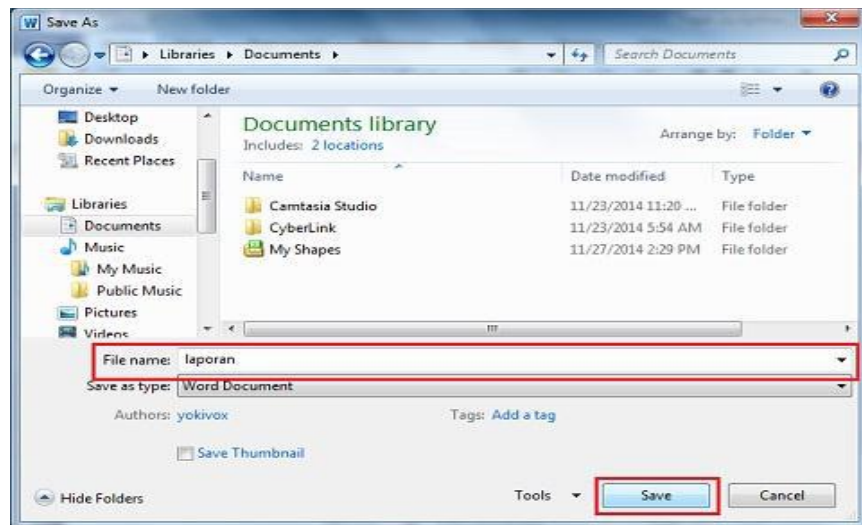 Save As
Libraries Documents Search Documents
Organize New folder
Desktop
Downloads
Recent Places
Libraries
Documents
Music
My Music
Public Music
Pictures
Videos
Documents library
Includes: 2 locations
Arrange by: Folder
Name Date modified Type
Camtasia Studio 11/23/2014 11:20 ... File folder
CyberLink 11/23/2014 5:54 AM File folder
My Shapes 11/27/2014 2:29 PM File folder
File name: laporan
Save as type: Word Document
Authors: yokivox Tags: Add a tag
Save Thumbnail
Hide Folders Tools Save Cancel